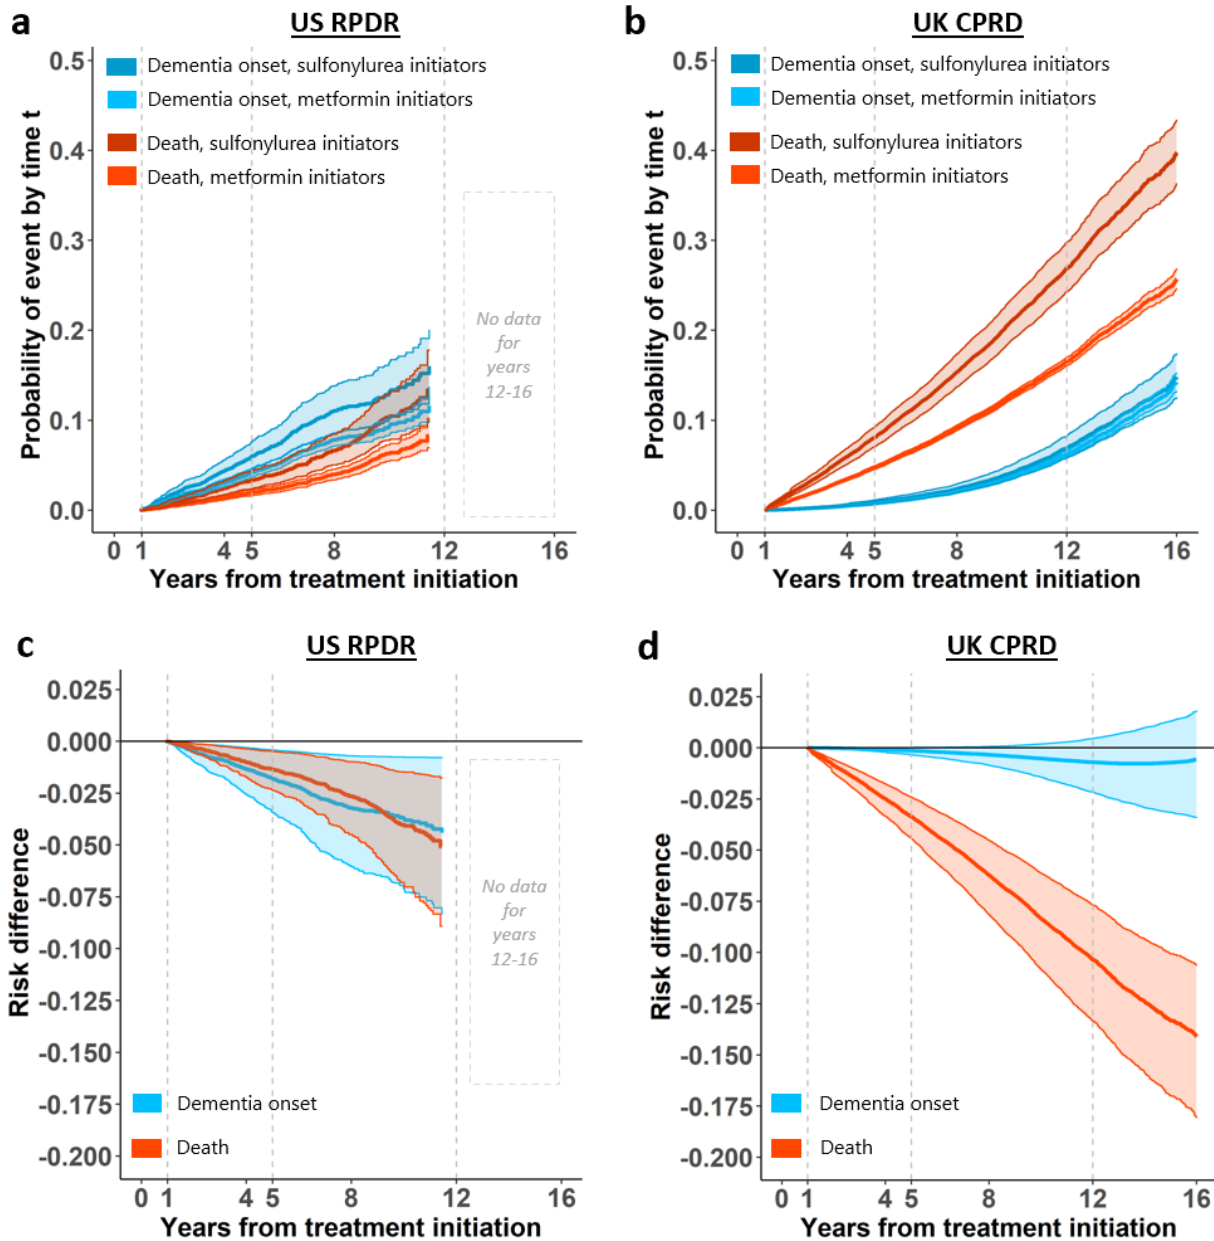 a
US RPDR
0.5
0.4
0.3
0.2
0.1
0.0
Probability of event by time t
Dementia onset, sulfonylurea initiators
Dementia onset, metformin initiators
Death, sulfonylurea initiators
Death, metformin initiators
No data
for
years
12-16
0 1 4 5 8 12 16
Years from treatment initiation
b
UK CPRD
0.5
0.4
0.3
0.2
0.1
0.0
Probability of event by time t
Dementia onset, sulfonylurea initiators
Dementia onset, metformin initiators
Death, sulfonylurea initiators
Death, metformin initiators
0 1 4 5 8 12 16
Years from treatment initiation
c
US RPDR
0.025
0.000
-0.025
-0.050
-0.075
-0.100
-0.125
-0.150
-0.175
-0.200
Risk difference
No data
for
years
12-16
Dementia onset
Death
0 1 4 5 8 12 16
Years from treatment initiation
d
UK CPRD
0.025
0.000
-0.025
-0.050
-0.075
-0.100
-0.125
-0.150
-0.175
-0.200
Risk difference
Dementia onset
Death
0 1 4 5 8 12 16
Years from treatment initiation